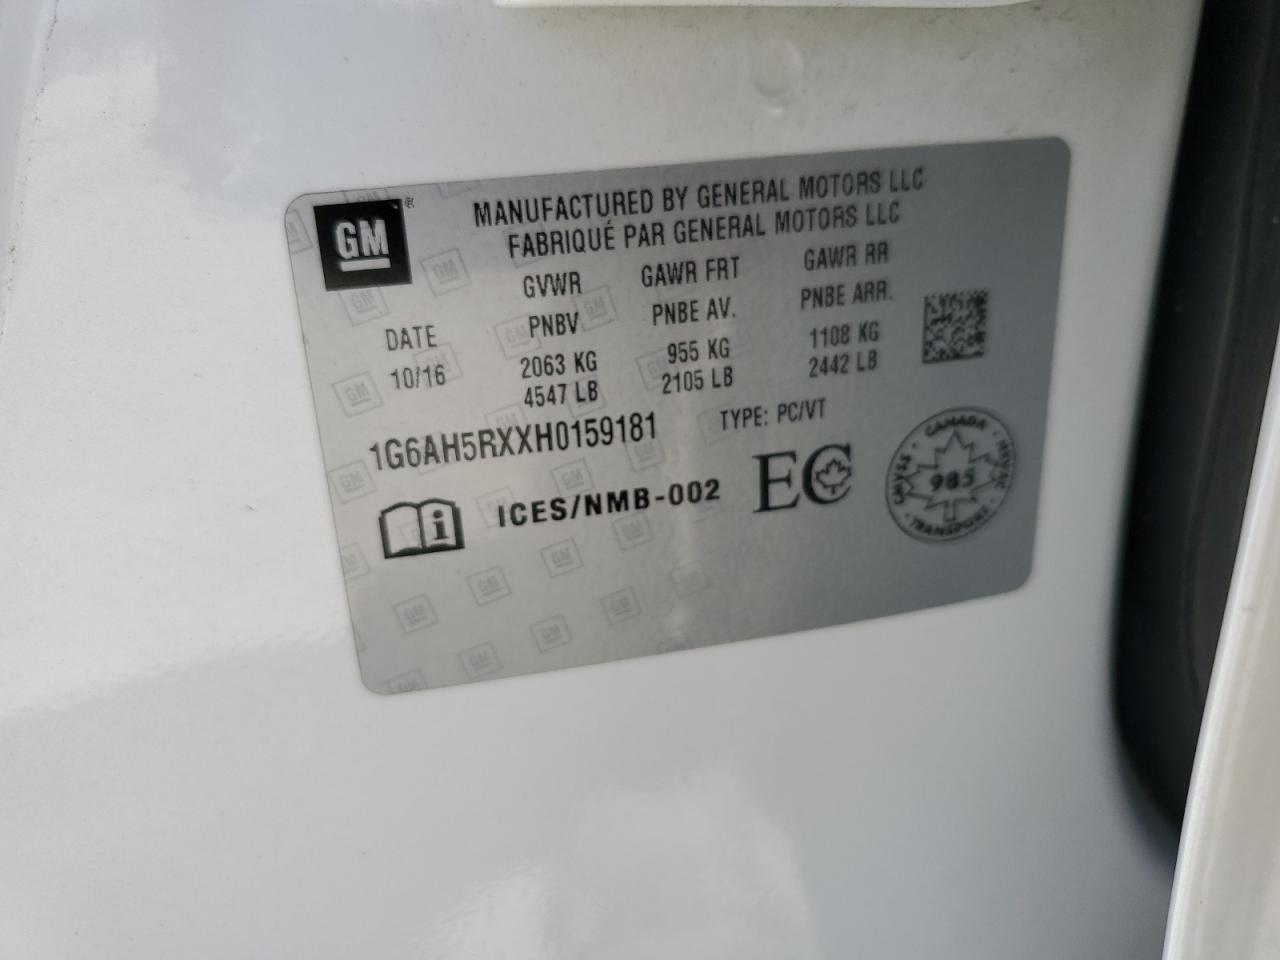 GM ®
MANUFACTURED BY GENERAL MOTORS LLC
FABRIQUÉ PAR GENERAL MOTORS LLC
DATE
10/16
GVWR
PNBV
2063 KG
4547 LB
GAWR FRT
PNBE AV.
955 KG
2105 LB
GAWR RR
PNBE ARR.
1108 KG
2442 LB
1G6AH5RXXH0159181
TYPE: PC/VT
i
ICES/NMB-002
EC
CANADA
985
TRANSPORT